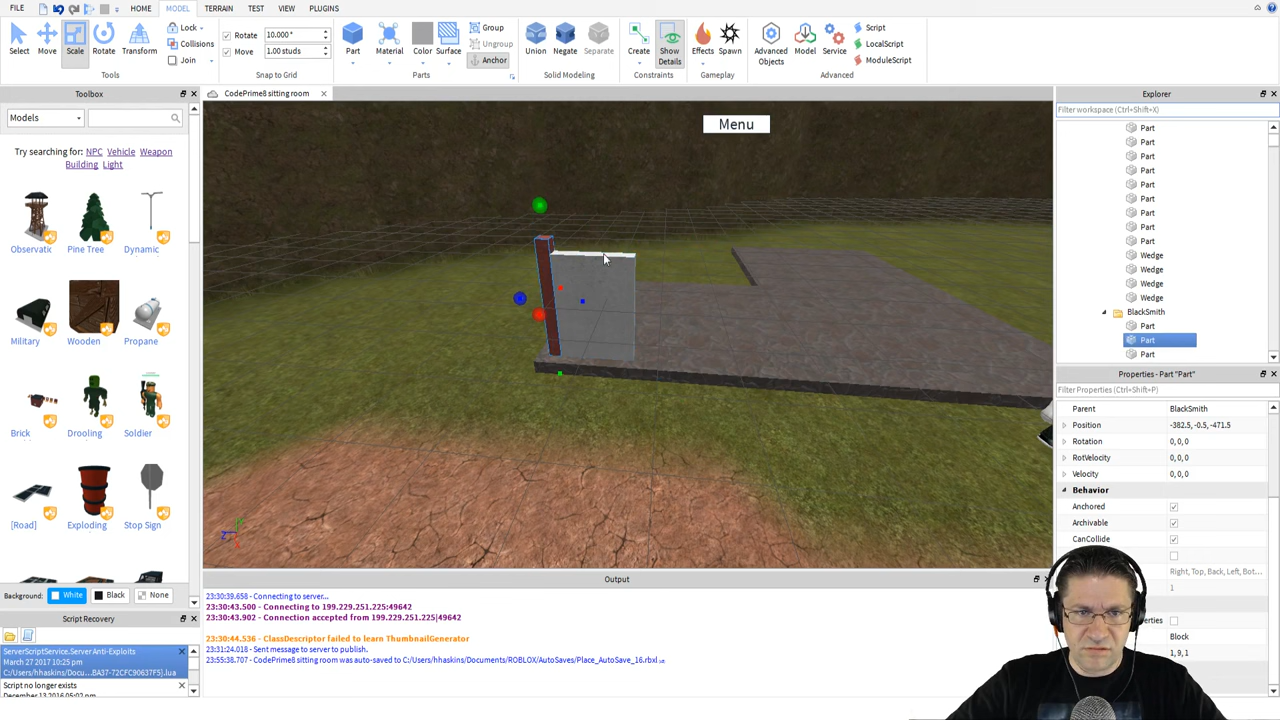 FILE HOME MODEL TERRAIN TEST VIEW PLUGINS
Select Move Scale Rotate Transform
Lock
Collisions
Join
Tools
Rotate 10.000 °
Move 1.00 studs
Snap to Grid
Part Material Color Surface
Group
Ungroup
Anchor
Parts
Union Negate Separate
Solid Modeling
Create Show Details
Constraints
Effects Spawn
Gameplay
Advanced Objects Model Service
Script
LocalScript
ModuleScript
Advanced
Toolbox
Models
Try searching for: NPC Vehicle Weapon
Building Light
Observatic Pine Tree Dynamic
Military Wooden Propane
Brick Drooling Soldier
[Road] Exploding Stop Sign
Background: White Black None
Script Recovery
ServerScriptService.Server Anti-Exploits
March 27 2017 10:25 pm
Script no longer exists
CodePrime8 sitting room
Menu
Output
23:30:39.658 - Connecting to server...
23:30:43.500 - Connecting to 199.229.251.225:49642
23:30:43.902 - Connection accepted from 199.229.251.225|49642
23:30:44.536 - ClassDescriptor failed to learn ThumbnailGenerator
23:31:24.018 - Sent message to server to publish.
23:55:38.707 - CodePrime8 sitting room was auto-saved to C:/Users/hhaskins/Documents/ROBLOX/AutoSaves/Place_AutoSave_16.rbxl
Explorer
Filter workspace (Ctrl+Shift+X)
Part
Part
Part
Part
Part
Part
Part
Part
Part
Wedge
Wedge
Wedge
Wedge
BlackSmith
Part
Part
Part
Properties - Part "Part"
Filter Properties (Ctrl+Shift+P)
Parent BlackSmith
Position -382.5, -0.5, -471.5
Rotation 0, 0, 0
RotVelocity 0, 0, 0
Velocity 0, 0, 0
Behavior
Anchored
Archivable
CanCollide
Right, Top, Back, Left, Bot...
1
Block
1, 9, 1